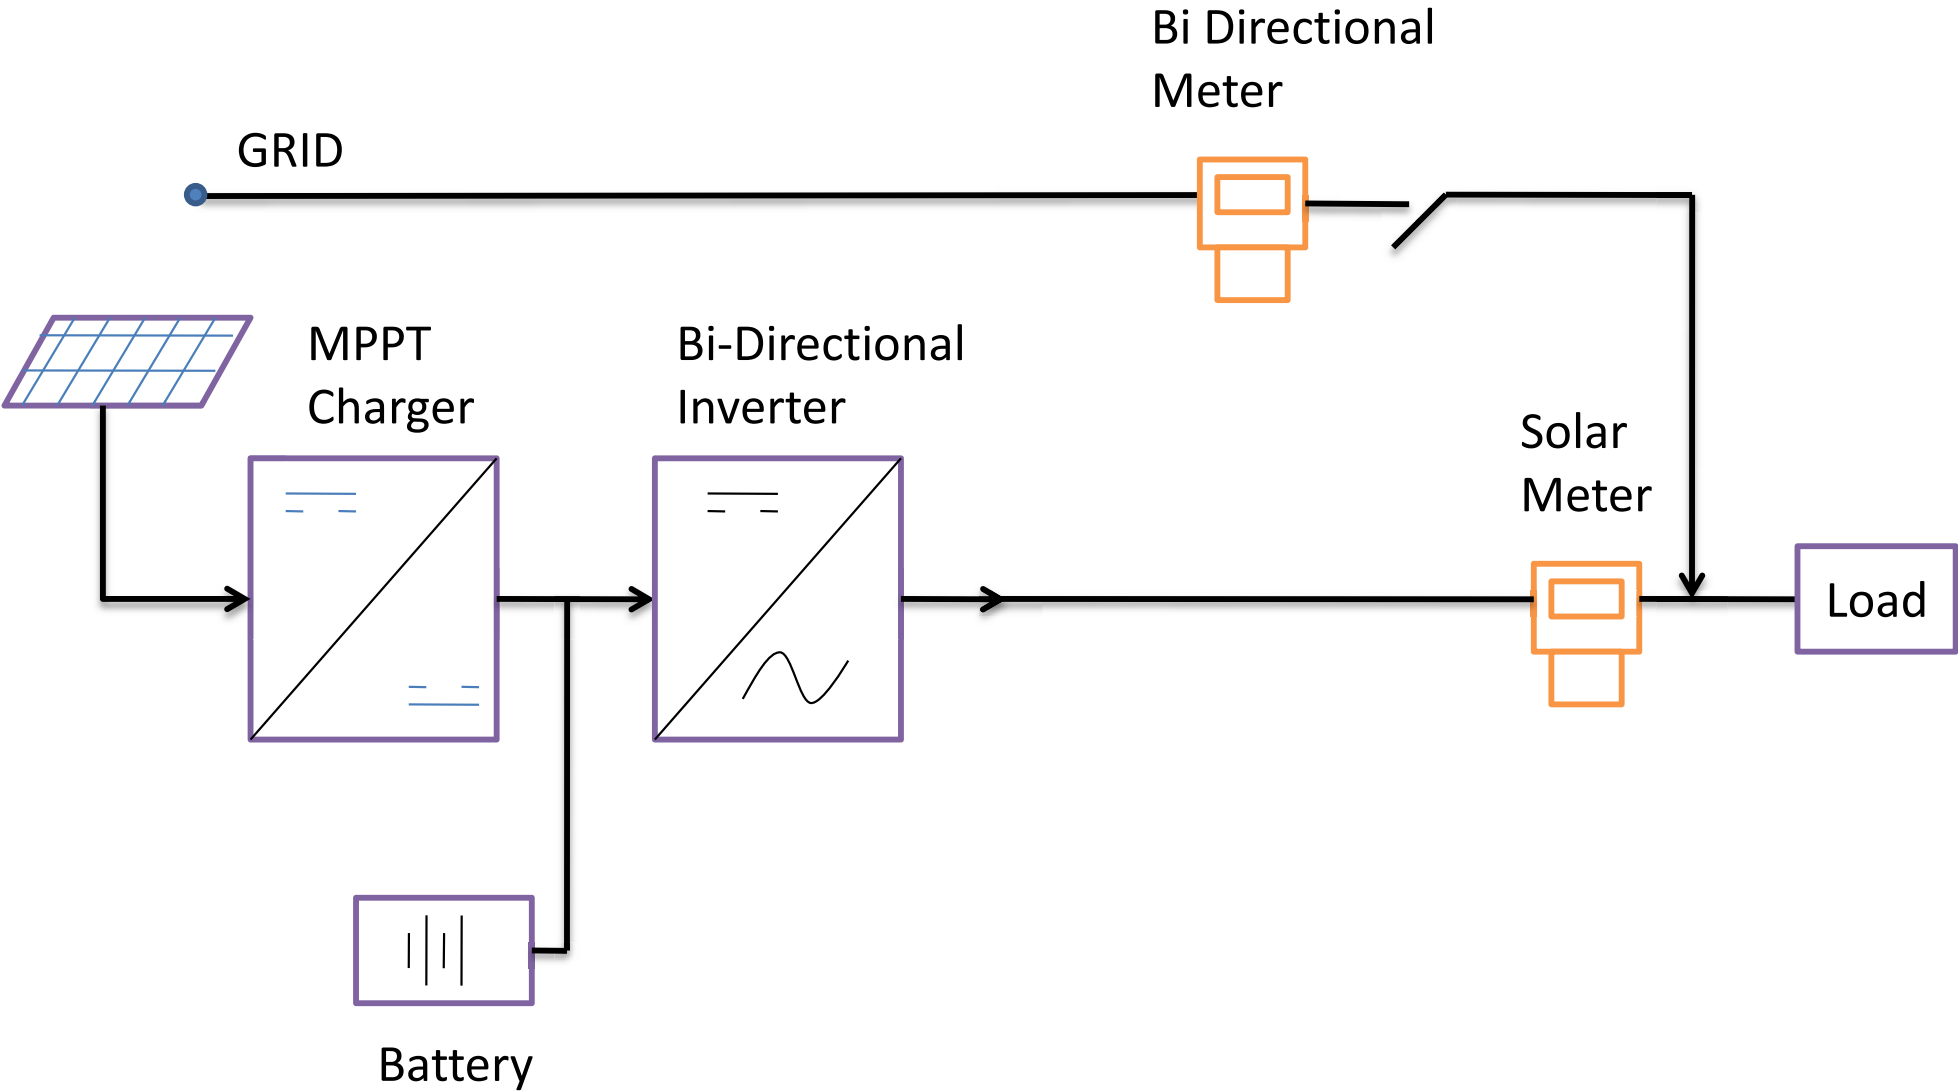 Bi Directional
Meter
GRID
MPPT
Charger
Bi-Directional
Inverter
Solar
Meter
Load
Battery